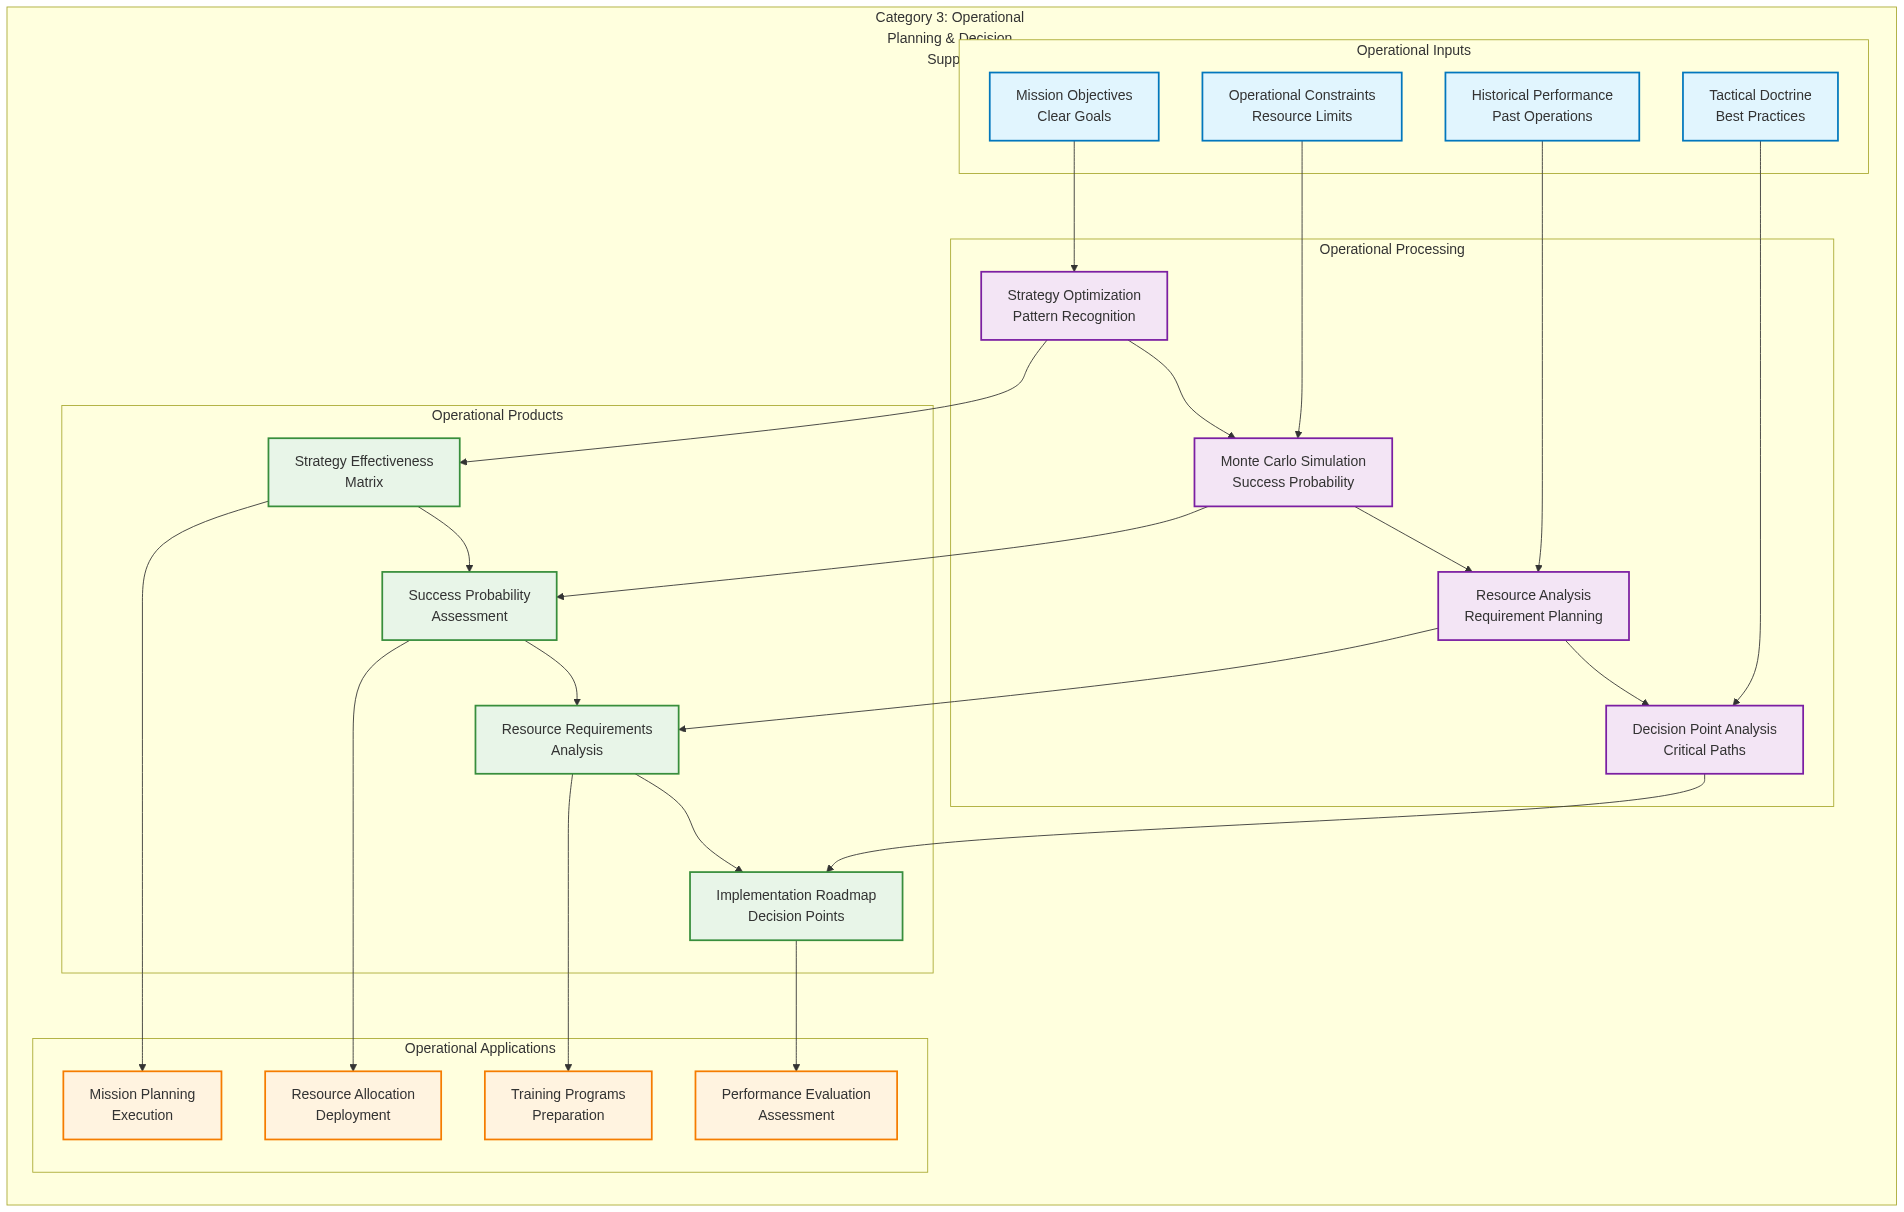 Category 3: Operational
Planning & Decision
Supp
Operational Inputs
Mission Objectives
Clear Goals
Operational Constraints
Resource Limits
Historical Performance
Past Operations
Tactical Doctrine
Best Practices
Operational Processing
Strategy Optimization
Pattern Recognition
Operational Products
Strategy Effectiveness
Matrix
Monte Carlo Simulation
Success Probability
Success Probability
Assessment
Resource Analysis
Requirement Planning
Resource Requirements
Analysis
Decision Point Analysis
Critical Paths
Implementation Roadmap
Decision Points
Operational Applications
Mission Planning
Execution
Resource Allocation
Deployment
Training Programs
Preparation
Performance Evaluation
Assessment